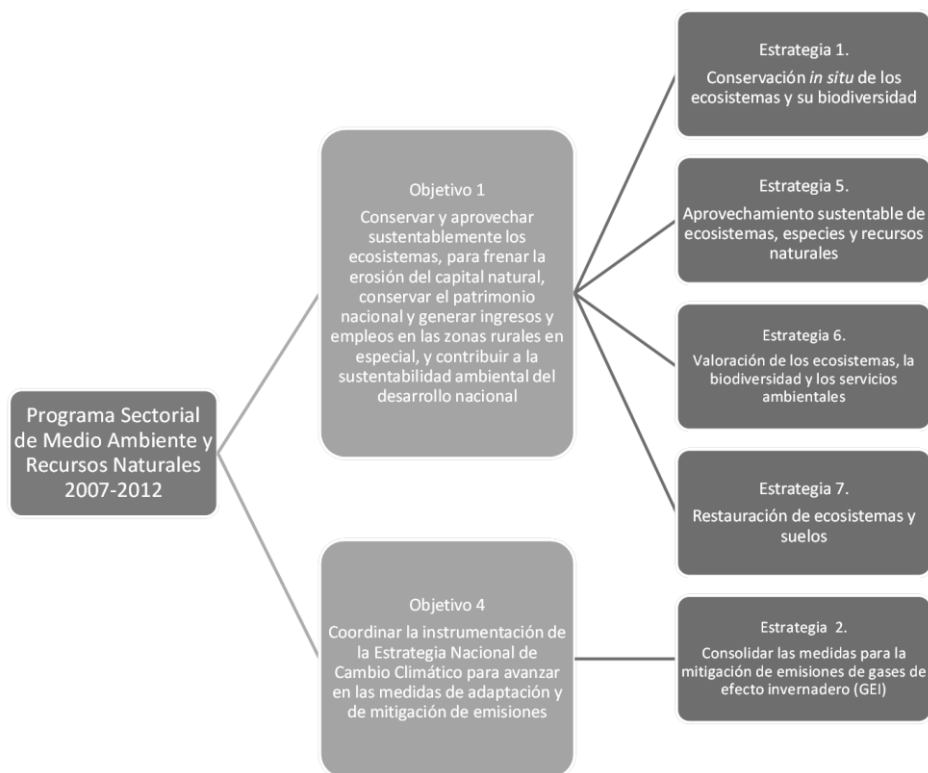 Programa Sectorial
de Medio Ambiente y
Recursos Naturales
2007-2012
Objetivo 1
Conservar y aprovechar
sustentablemente los
ecosistemas, para frenar la
erosión del capital natural,
conservar el patrimonio
nacional y generar ingresos y
empleos en las zonas rurales en
especial, y contribuir a la
sustentabilidad ambiental del
desarrollo nacional
Estrategia 1.
Conservación in situ de los
ecosistemas y su biodiversidad
Estrategia 5.
Aprovechamiento sustentable de
ecosistemas, especies y recursos
naturales
Estrategia 6.
Valoración de los ecosistemas, la
biodiversidad y los servicios
ambientales
Estrategia 7.
Restauración de ecosistemas y
suelos
Objetivo 4
Coordinar la instrumentación de
la Estrategia Nacional de
Cambio Climático para avanzar
en las medidas de adaptación y
de mitigación de emisiones
Estrategia 2.
Consolidar las medidas para la
mitigación de emisiones de gases de
efecto invernadero (GEI)